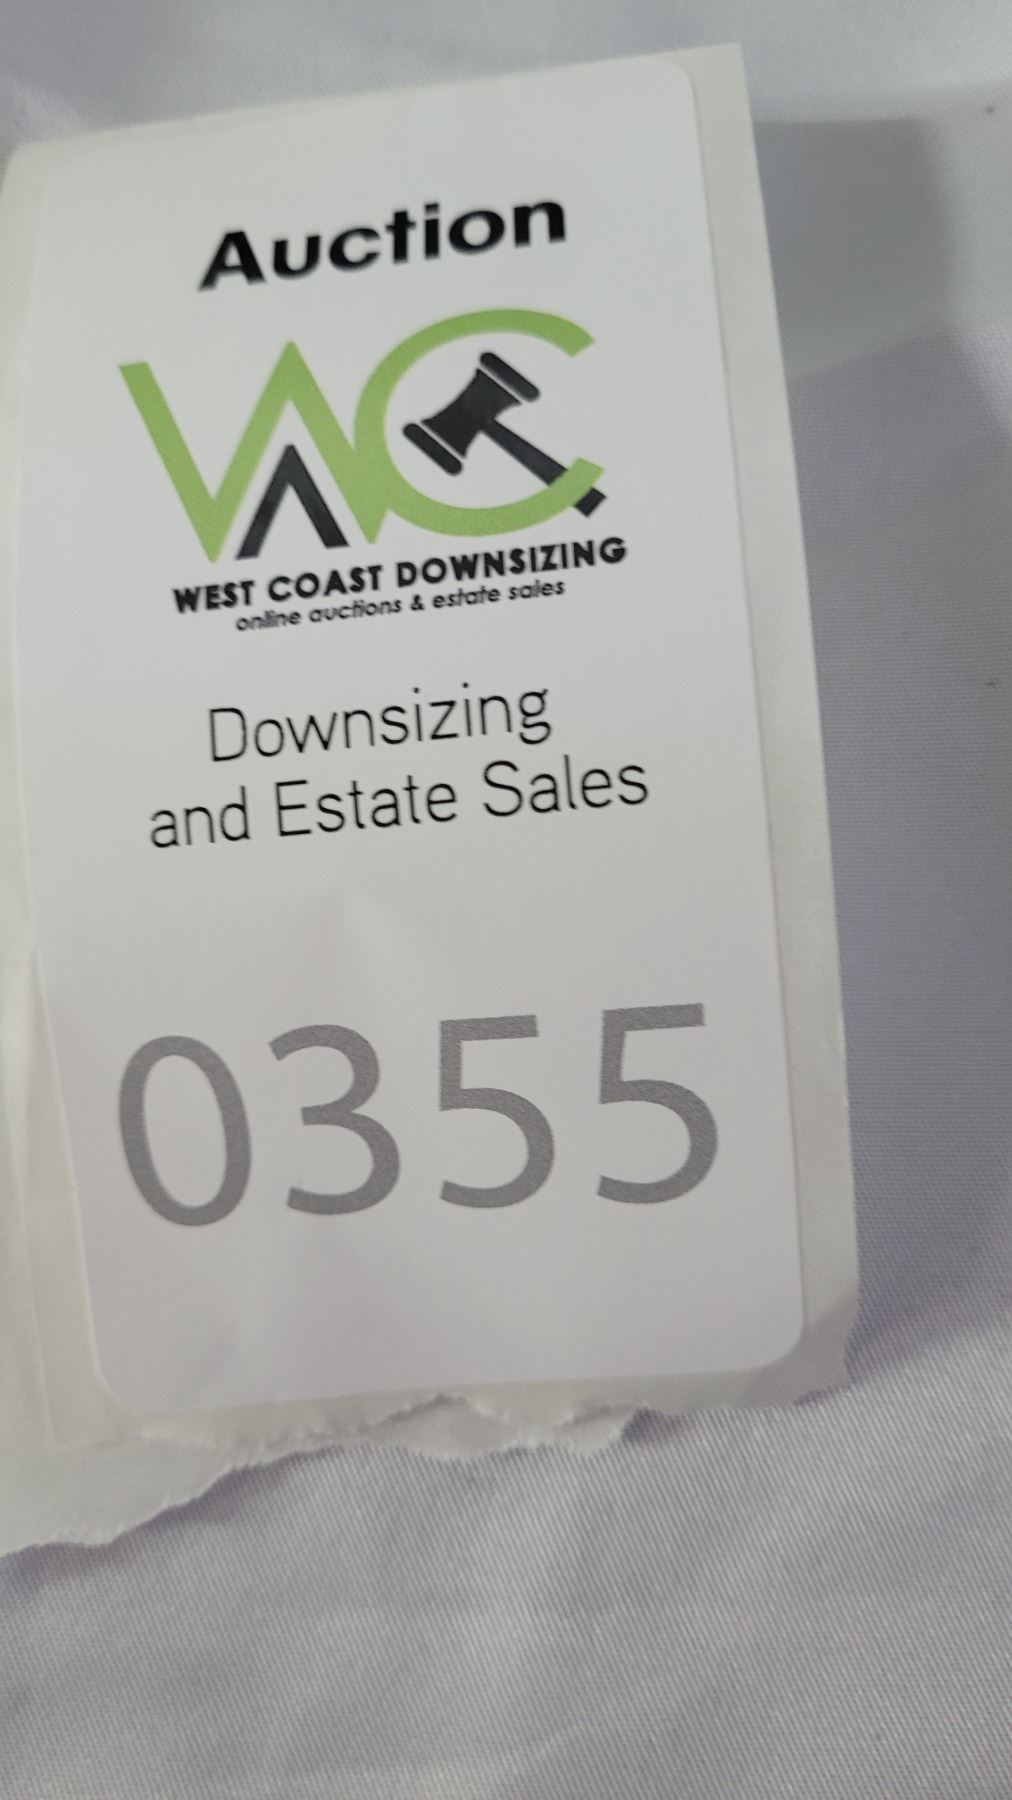 Auction
WC
WEST COAST DOWNSIZING
online auctions & estate sales
Downsizing
and Estate Sales
0355